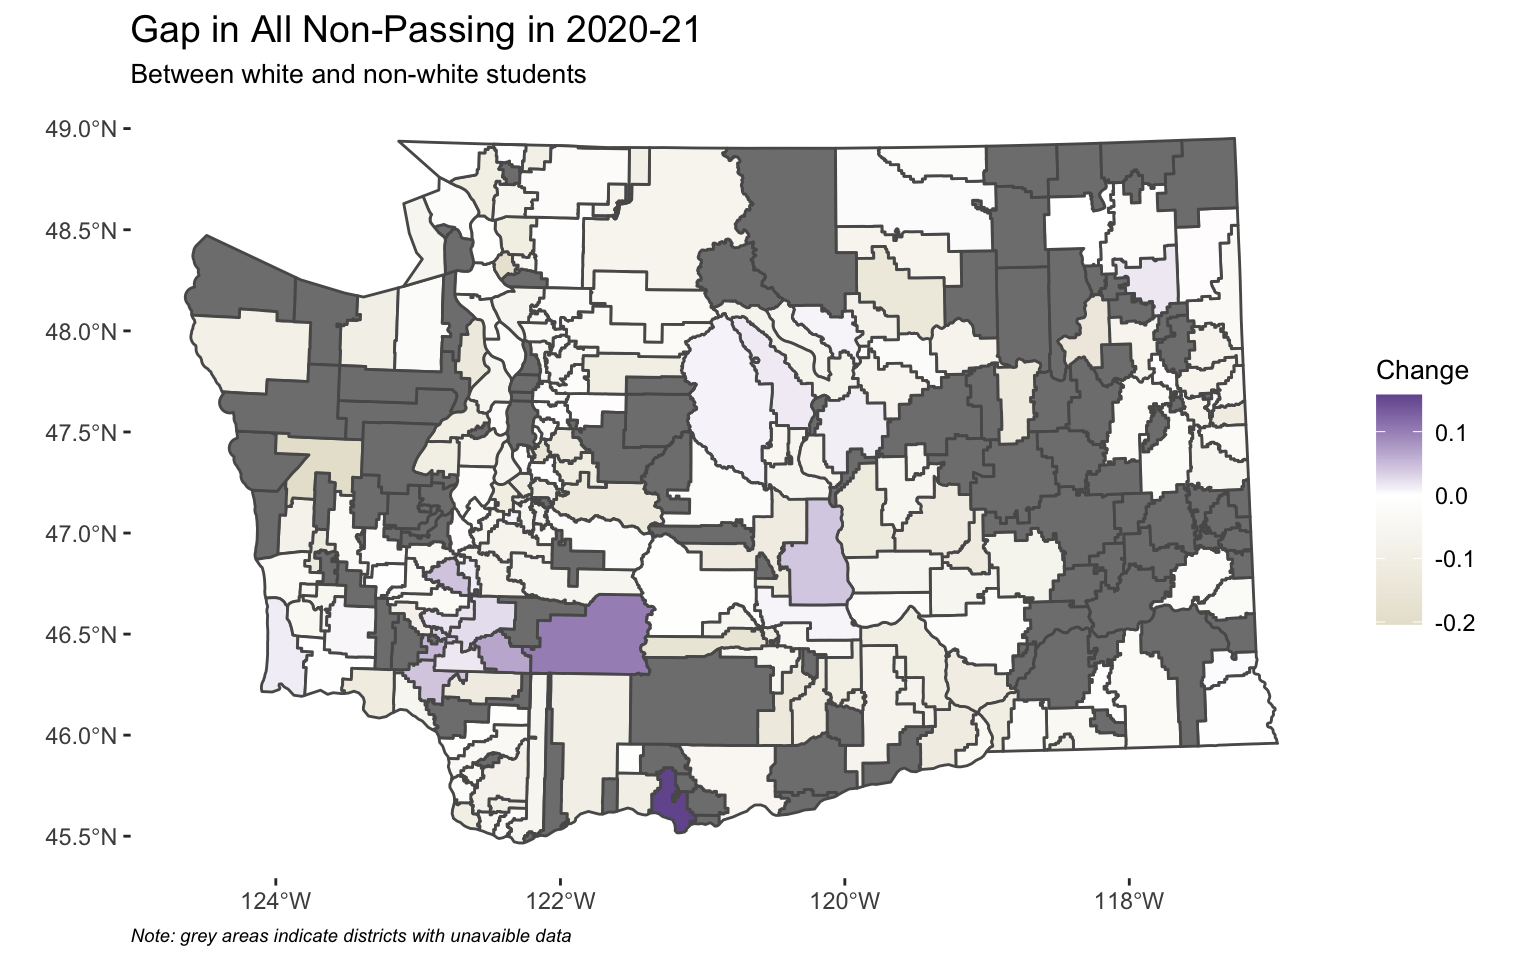 Gap in All Non-Passing in 2020-21
Between white and non-white students
49.0°N
48.5°N
48.0°N
47.5°N
47.0°N
46.5°N
46.0°N
45.5°N
124°W
122°W
120°W
118°W
Change
0.1
0.0
-0.1
-0.2
Note: grey areas indicate districts with unavaible data